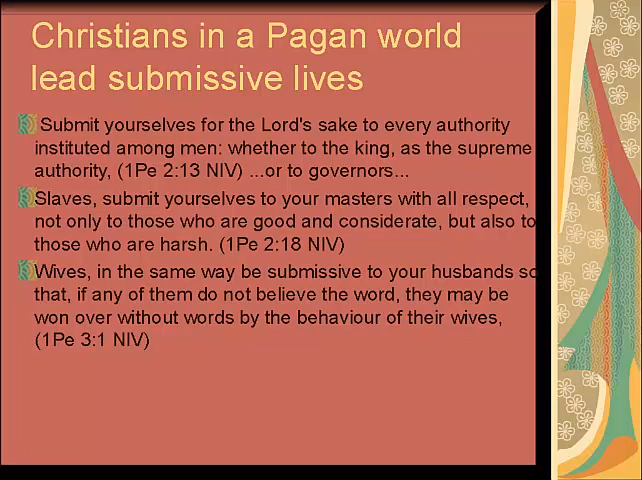 Christians in a Pagan world
lead submissive lives
Submit yourselves for the Lord's sake to every authority
instituted among men: whether to the king, as the supreme
authority, (1Pe 2:13 NIV) ...or to governors...
Slaves, submit yourselves to your masters with all respect,
not only to those who are good and considerate, but also to
those who are harsh. (1Pe 2:18 NIV)
Wives, in the same way be submissive to your husbands so
that, if any of them do not believe the word, they may be
won over without words by the behaviour of their wives,
(1Pe 3:1 NIV)